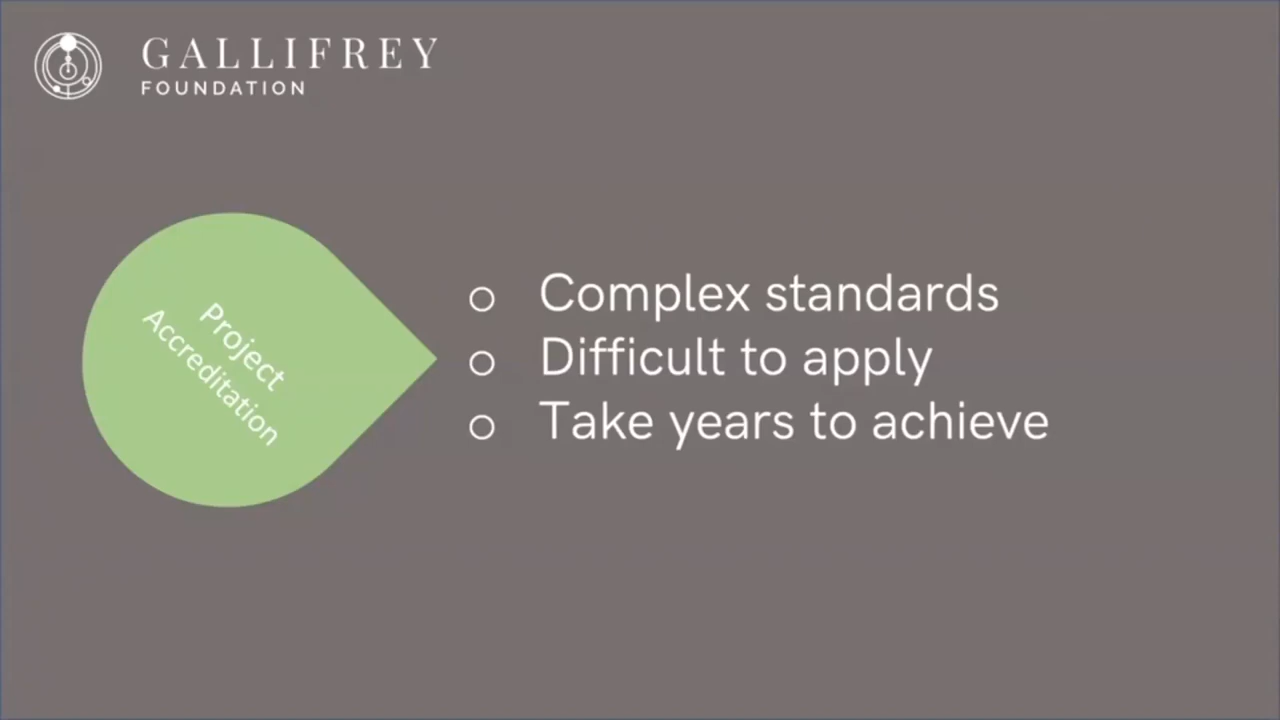 GALLIFREY
FOUNDATION
Project
Accreditation
Complex standards
Difficult to apply
Take years to achieve